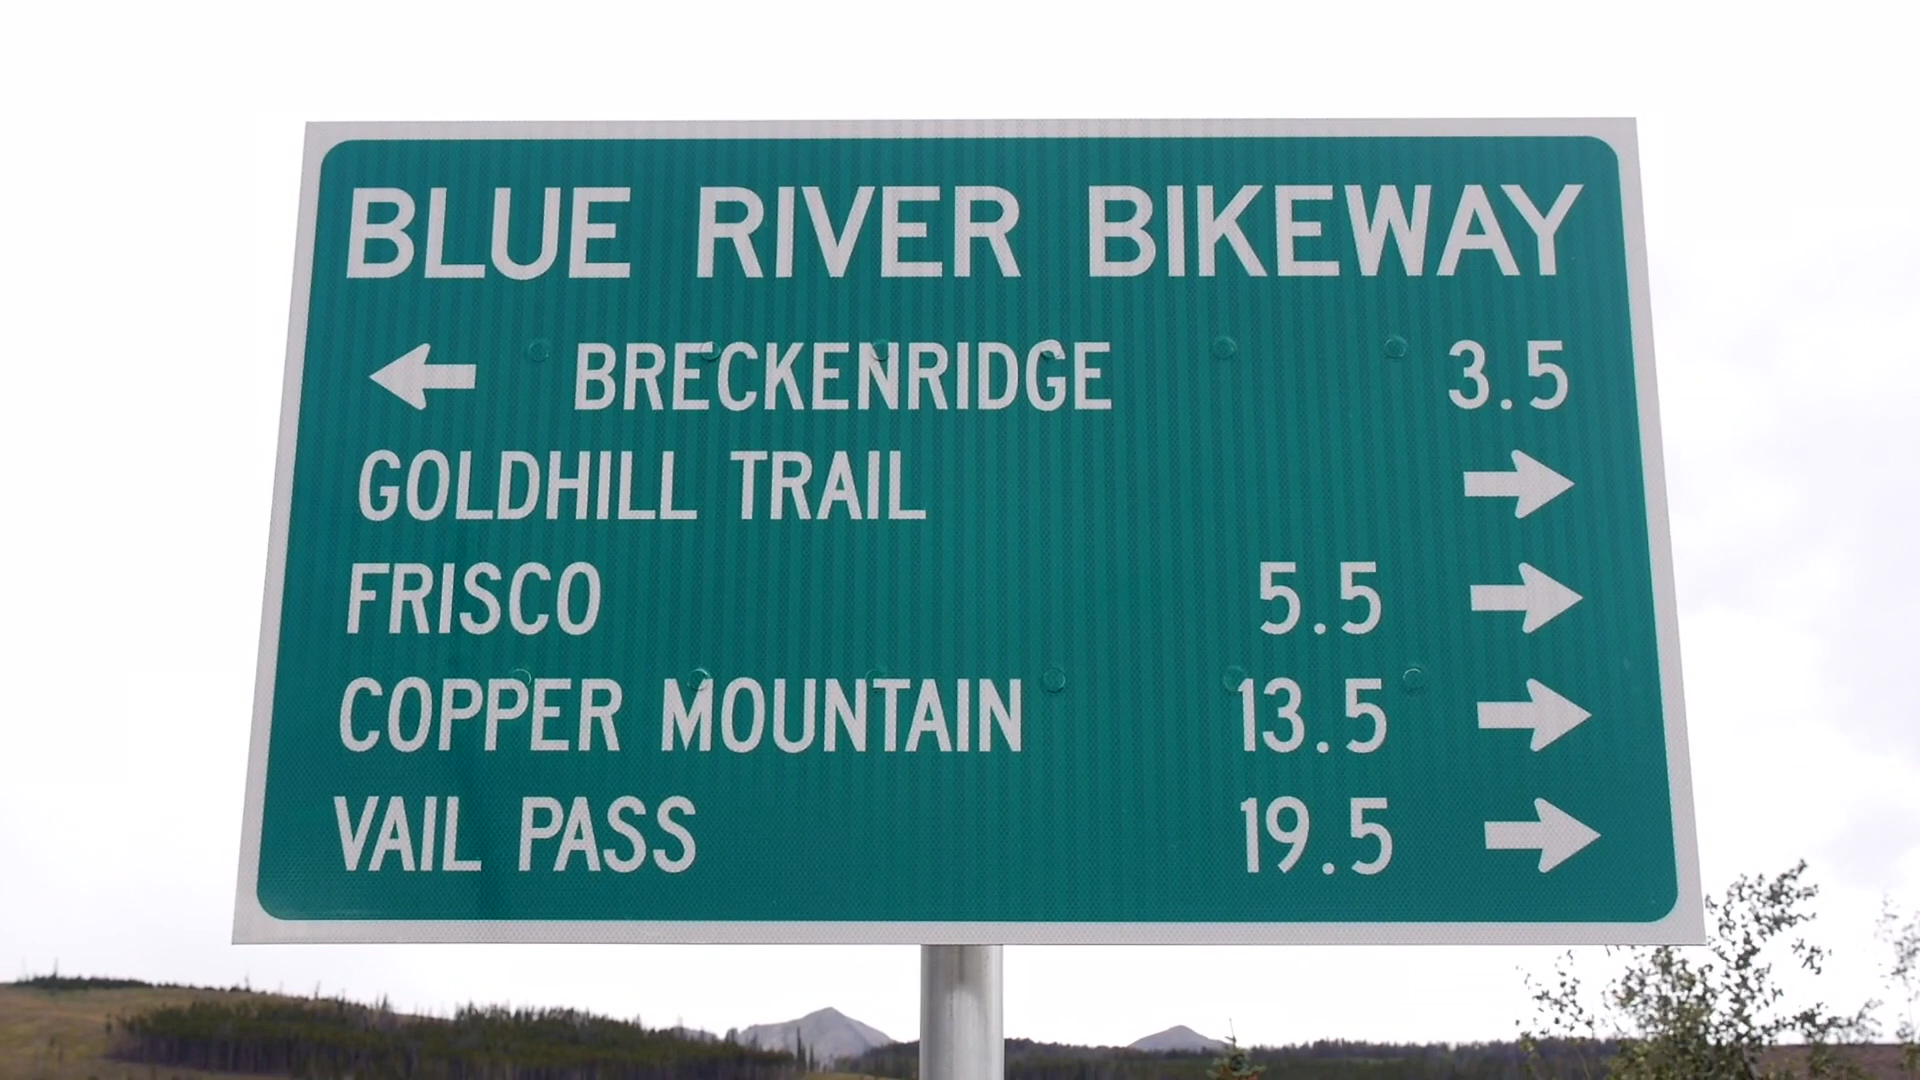 BLUE RIVER BIKEWAY
← BRECKENRIDGE 3.5
GOLDHILL TRAIL →
FRISCO 5.5 →
COPPER MOUNTAIN 13.5 →
VAIL PASS 19.5 →